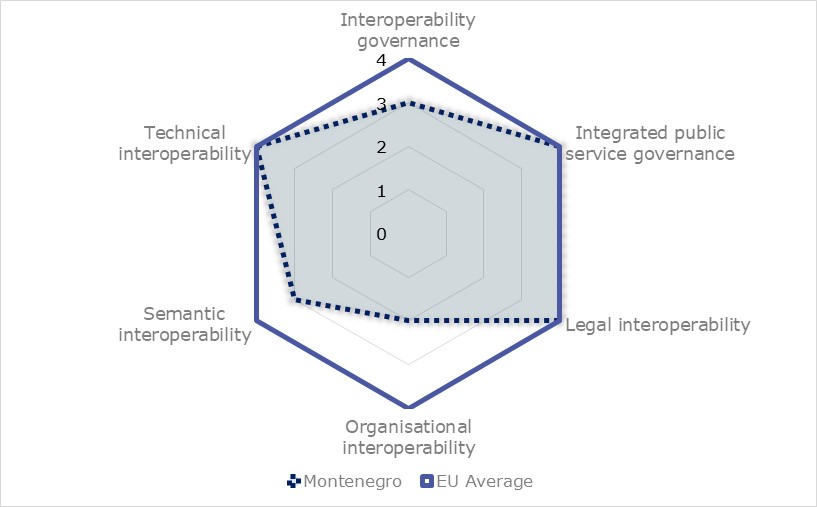 Interoperability
governance
4
3
2
1
0
Technical
interoperability
Integrated public
service governance
Semantic
interoperability
Legal interoperability
Organisational
interoperability
Montenegro
EU Average